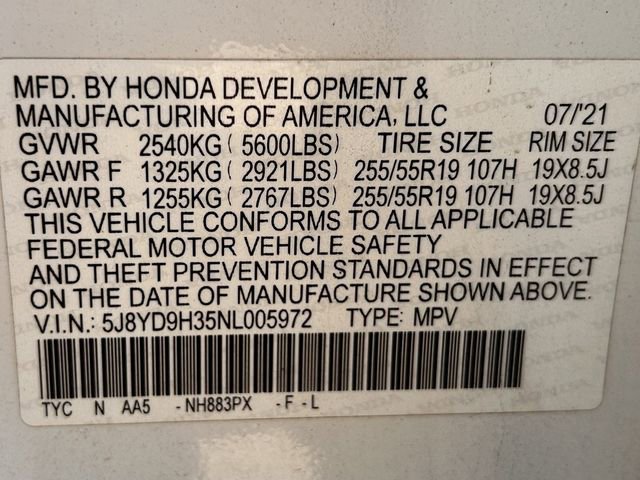 MFD. BY HONDA DEVELOPMENT &
MANUFACTURING OF AMERICA, LLC 07/'21
GVWR 2540KG ( 5600LBS) TIRE SIZE RIM SIZE
GAWR F 1325KG ( 2921LBS) 255/55R19 107H 19X8.5J
GAWR R 1255KG ( 2767LBS) 255/55R19 107H 19X8.5J
THIS VEHICLE CONFORMS TO ALL APPLICABLE
FEDERAL MOTOR VEHICLE SAFETY
AND THEFT PREVENTION STANDARDS IN EFFECT
ON THE DATE OF MANUFACTURE SHOWN ABOVE.
V.I.N.: 5J8YD9H35NL005972 TYPE: MPV
TYC N AA5 -NH883PX -F-L